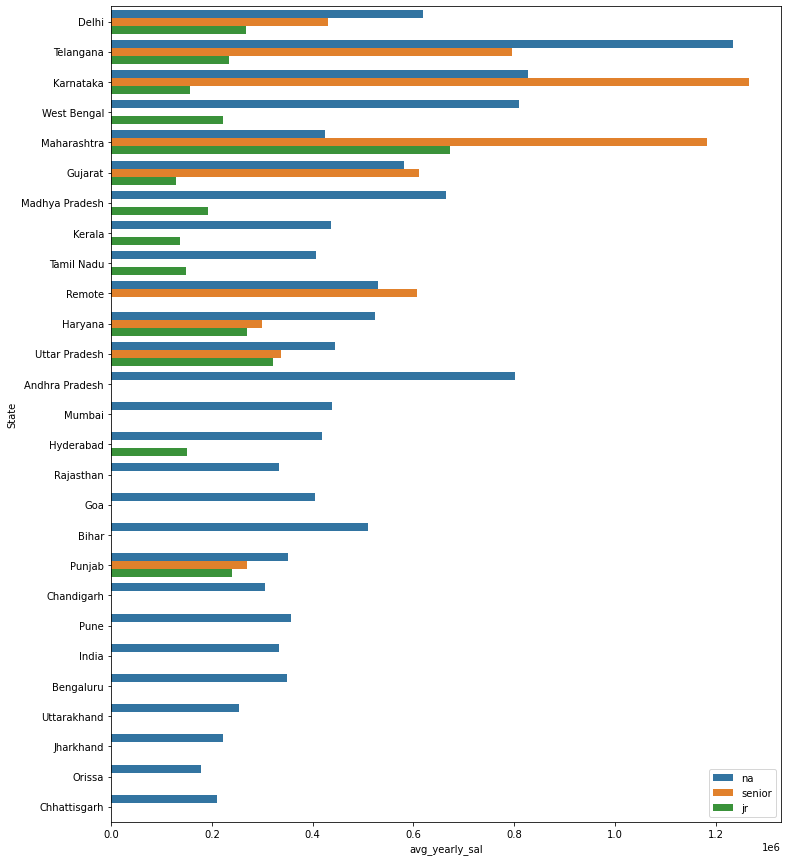 Delhi
Telangana
Karnataka
West Bengal
Maharashtra
Gujarat
Madhya Pradesh
Kerala
Tamil Nadu
Remote
Haryana
Uttar Pradesh
Andhra Pradesh
Mumbai
Hyderabad
Rajasthan
Goa
Bihar
Punjab
Chandigarh
Pune
India
Bengaluru
Uttarakhand
Jharkhand
Orissa
Chhattisgarh
State
na
senior
jr
0.0 0.2 0.4 0.6 0.8 1.0 1.2
1e6
avg_yearly_sal